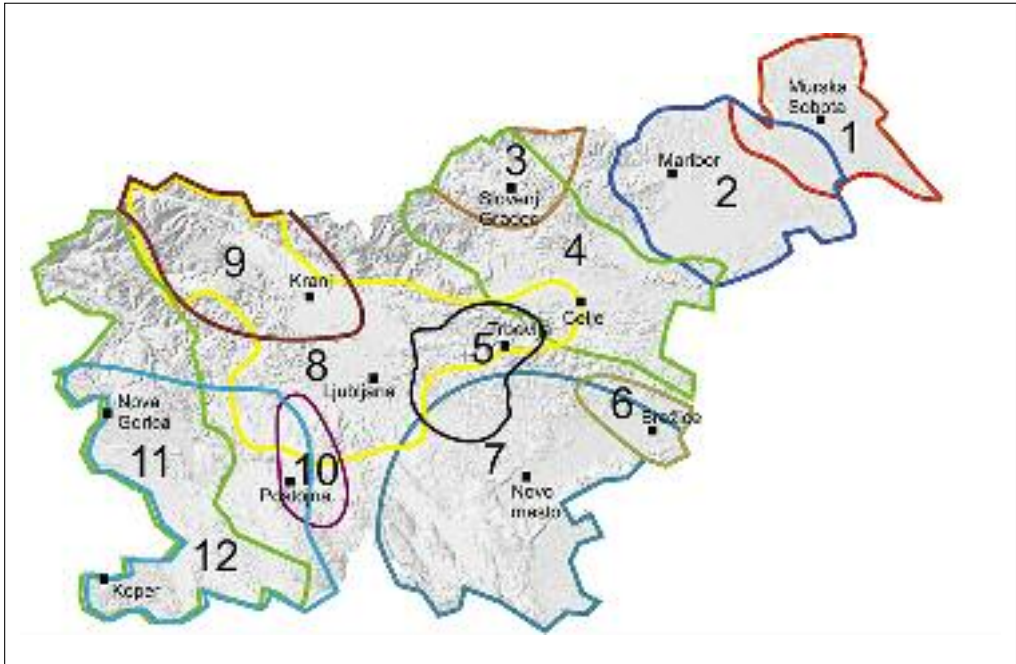 Murska
Sobota
1
Maribor
2
3
Slovenj
Gradec
4
9
Kranj
Celje
Trbovlje
5
8
Ljubljana
6
Brežice
Nova
Gorica
7
11
10
Postojna
Novo
mesto
12
Koper